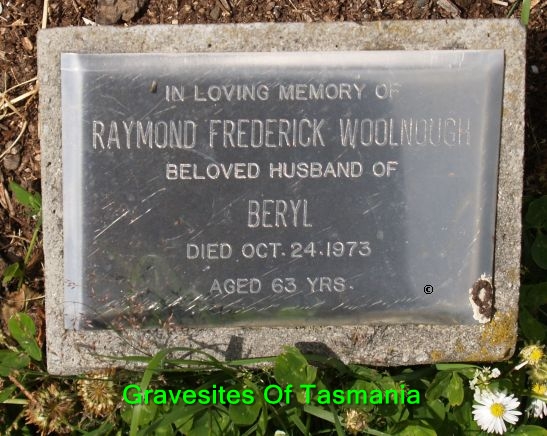 IN LOVING MEMORY OF
RAYMOND FREDERICK WOOLNOUGH
BELOVED HUSBAND OF
BERYL
DIED OCT. 24. 1973
AGED 63 YRS.
©
Gravesites Of Tasmania